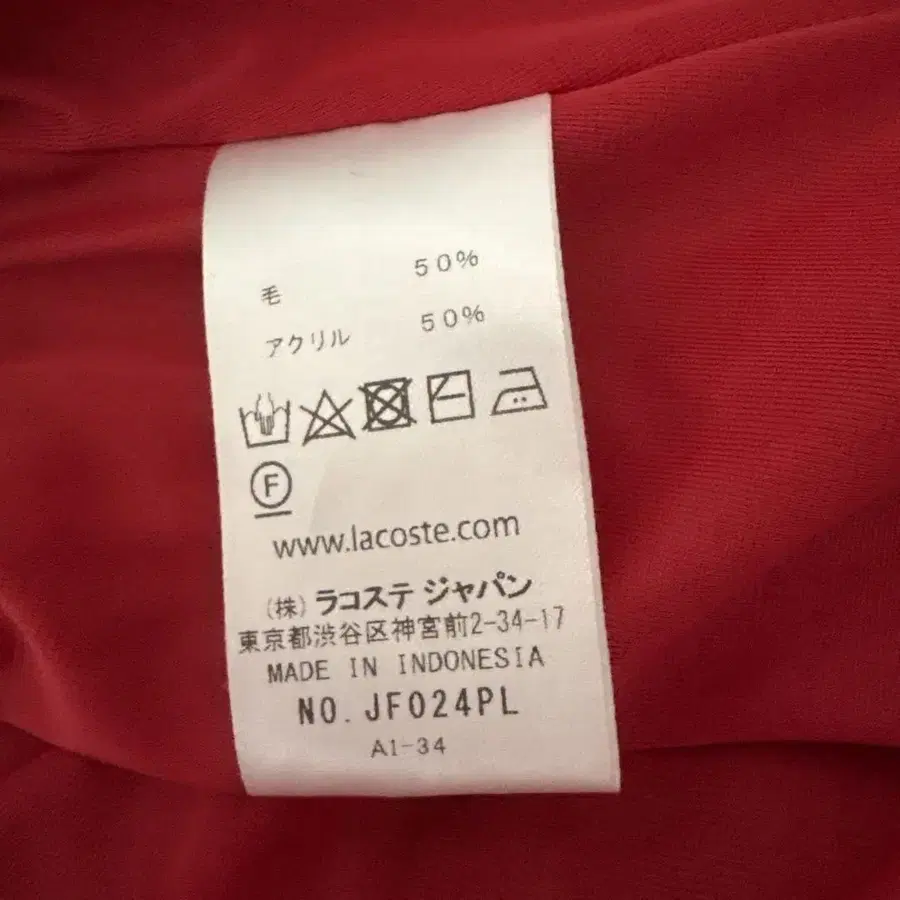 毛 50%
アクリル 50%
F
www.lacoste.com
(株) ラコステ ジャパン
東京都渋谷区神宮前2-34-17
MADE IN INDONESIA
NO. JF024PL
A1-34